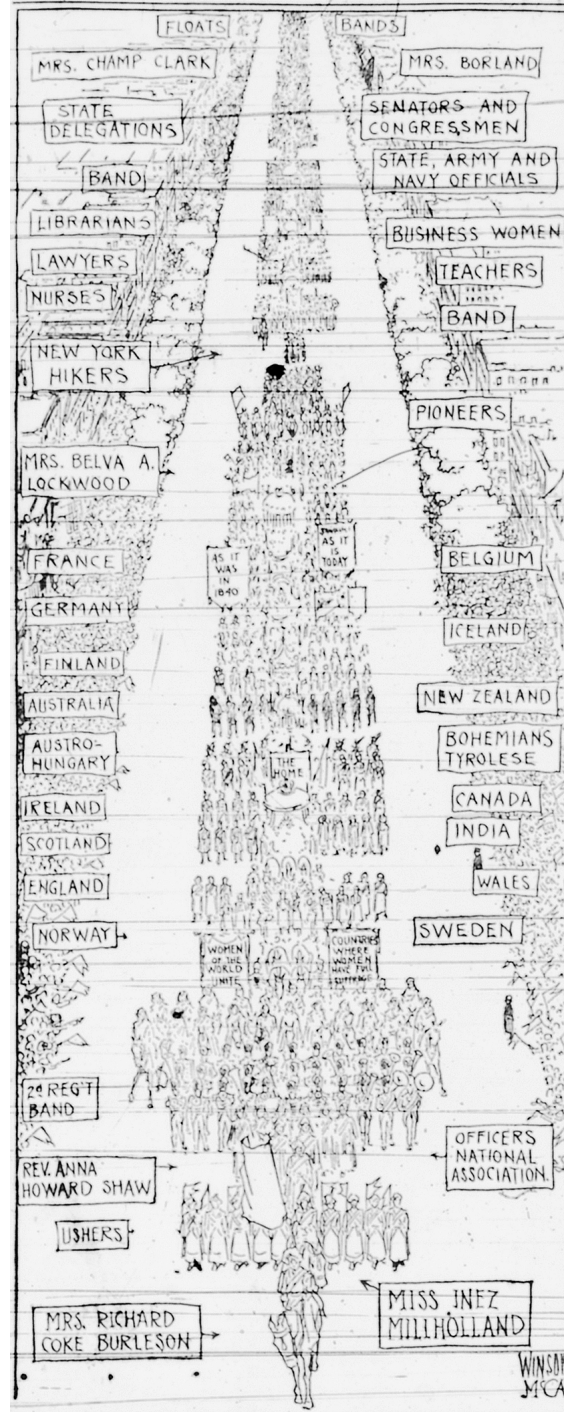 FLOATS
BANDS
MRS. CHAMP CLARK
MRS. BORLAND
STATE
DELEGATIONS
SENATORS AND
CONGRESSMEN
BAND
STATE, ARMY AND
NAVY OFFICIALS
LIBRARIANS
BUSINESS WOMEN
LAWYERS
TEACHERS
NURSES
BAND
NEW YORK
HIKERS
PIONEERS
MRS. BELVA A.
LOCKWOOD
AS IT
WAS
IN
1840
AS IT
IS
TODAY
FRANCE
BELGIUM
GERMANY
ICELAND
FINLAND
AUSTRALIA
NEW ZEALAND
AUSTRO-
HUNGARY
THE
HOME
BOHEMIANS
TYROLESE
IRELAND
CANADA
SCOTLAND
INDIA
ENGLAND
WALES
NORWAY
SWEDEN
WOMEN
OF THE
WORLD
UNITE
COUNTRIES
WHERE
WOMEN
HAVE FULL
SUFFRAGE
2d REG'T
BAND
OFFICERS
NATIONAL
ASSOCIATION.
REV. ANNA
HOWARD SHAW
USHERS
MISS INEZ
MILLHOLLAND
MRS. RICHARD
COKE BURLESON
WINSO
McCA